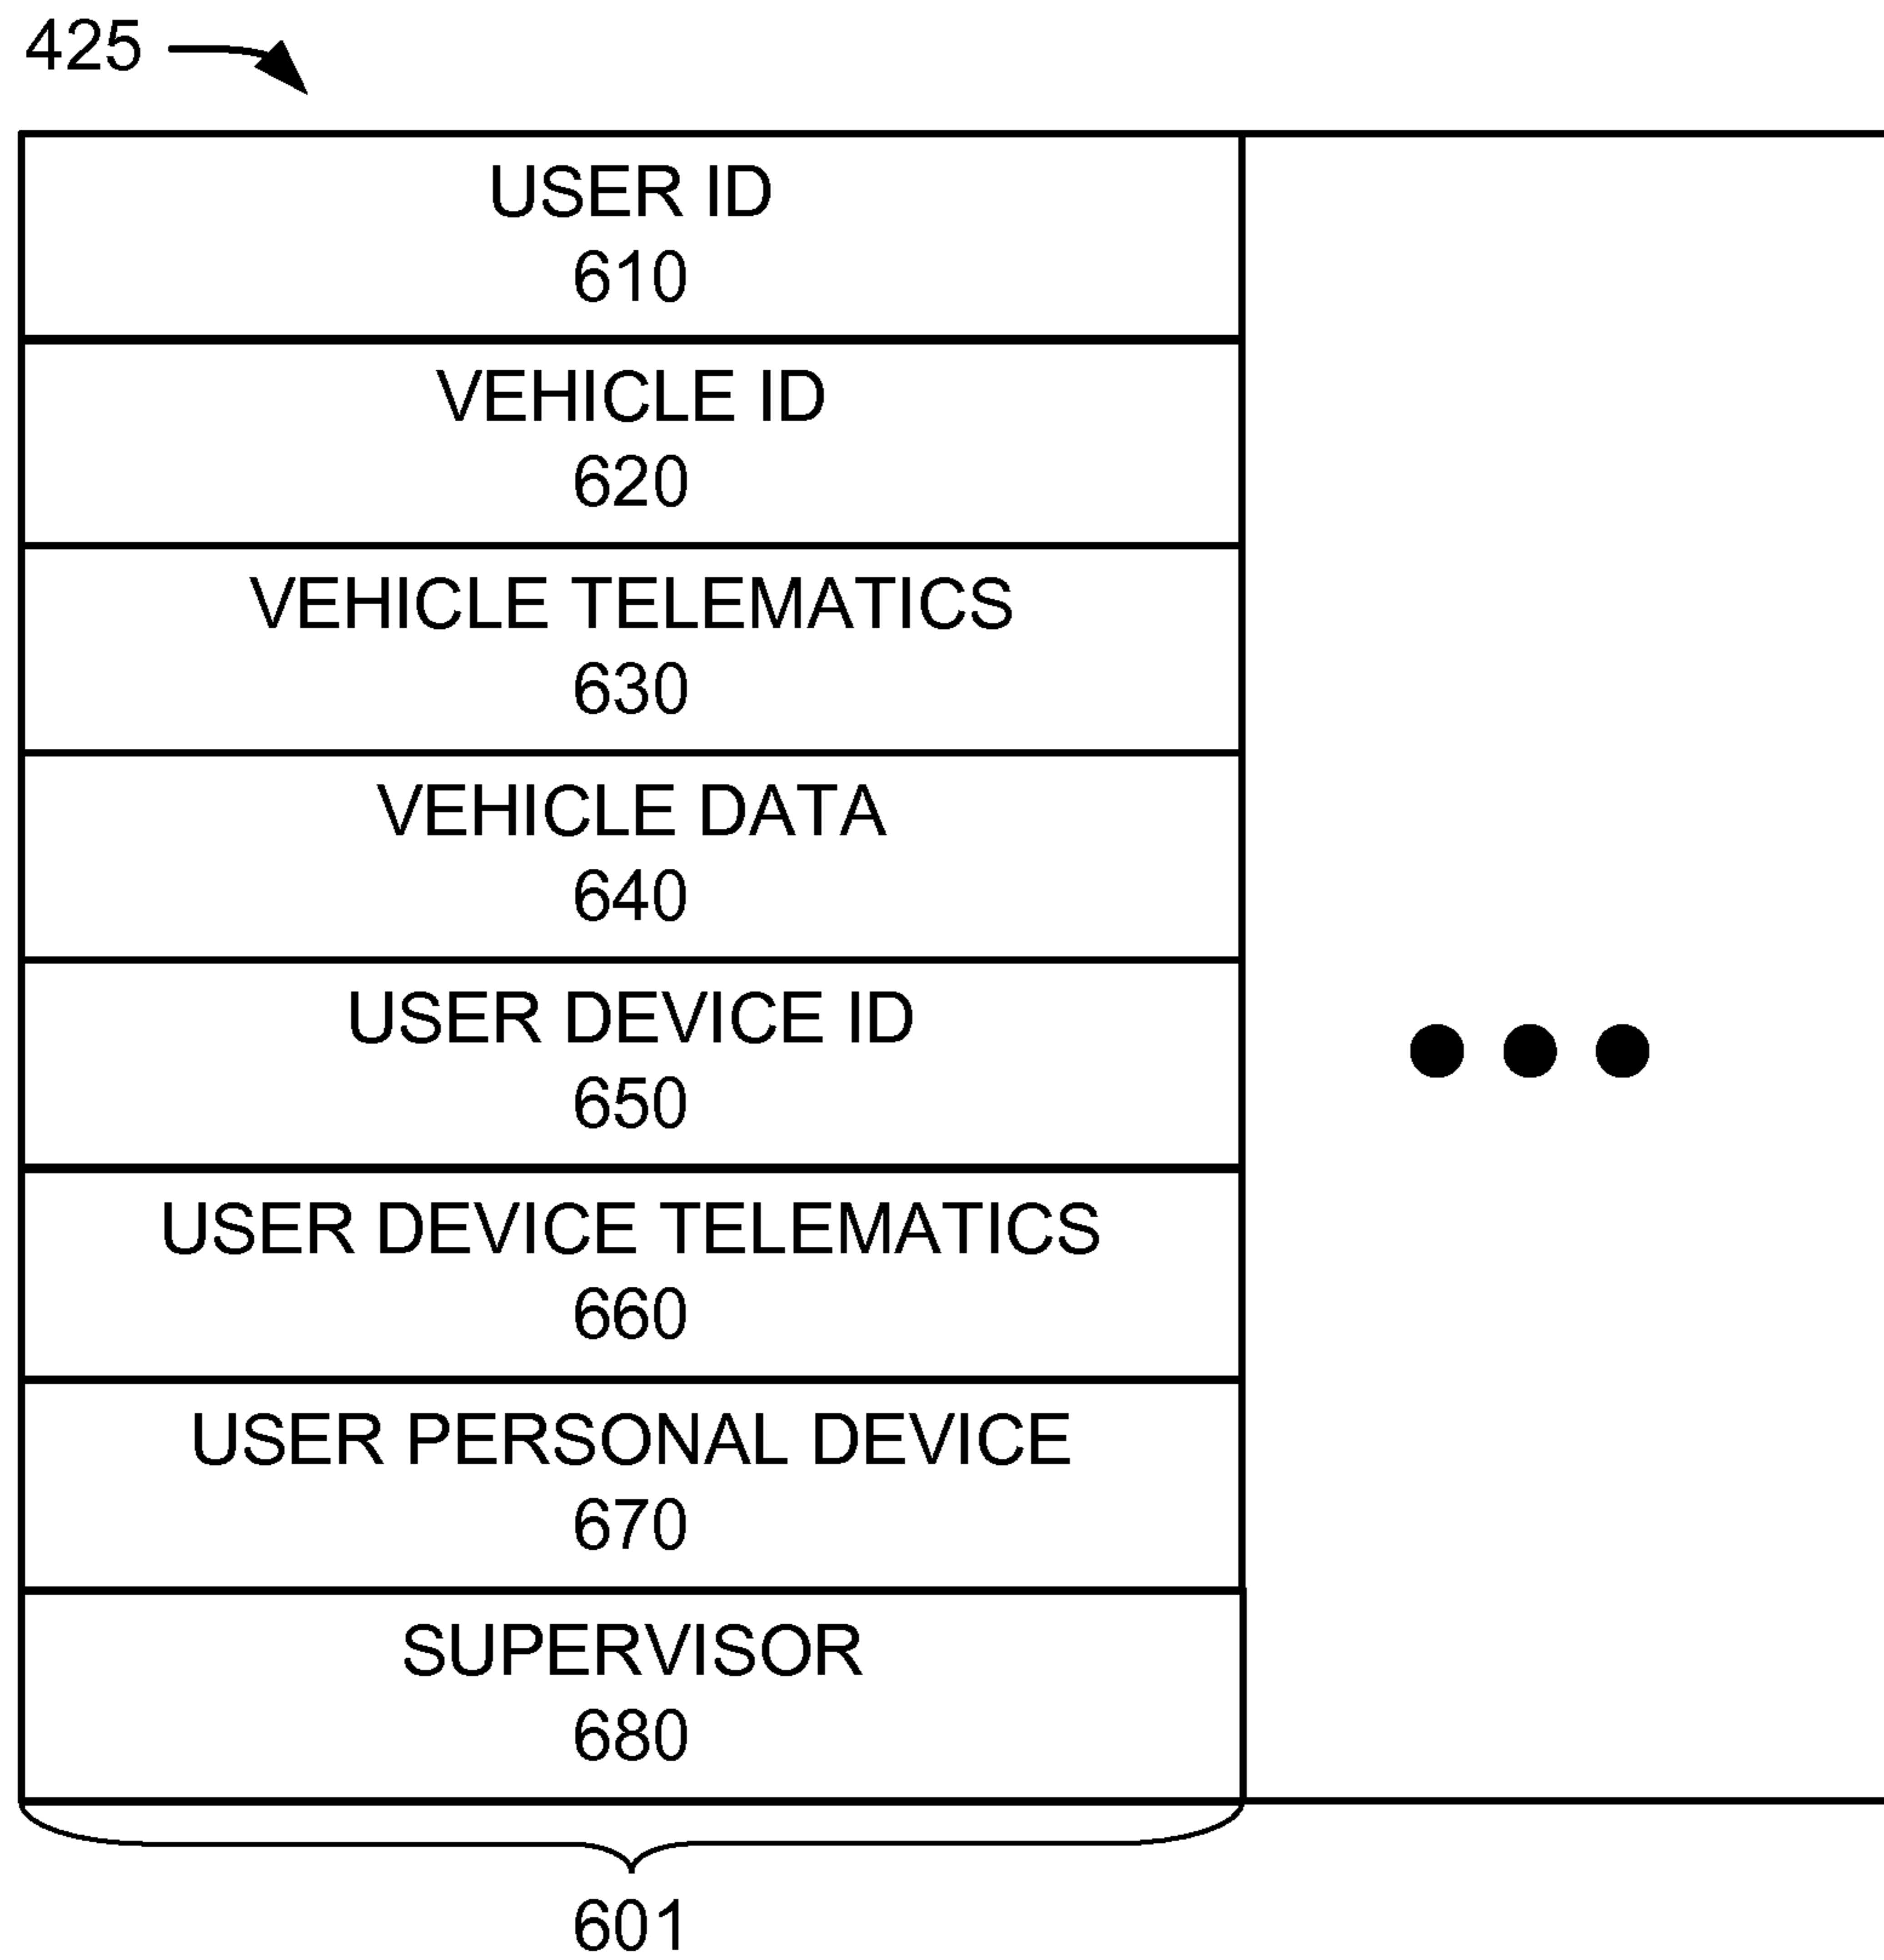 425
USER ID
610
VEHICLE ID
620
VEHICLE TELEMATICS
630
VEHICLE DATA
640
USER DEVICE ID
650
USER DEVICE TELEMATICS
660
USER PERSONAL DEVICE
670
SUPERVISOR
680
601